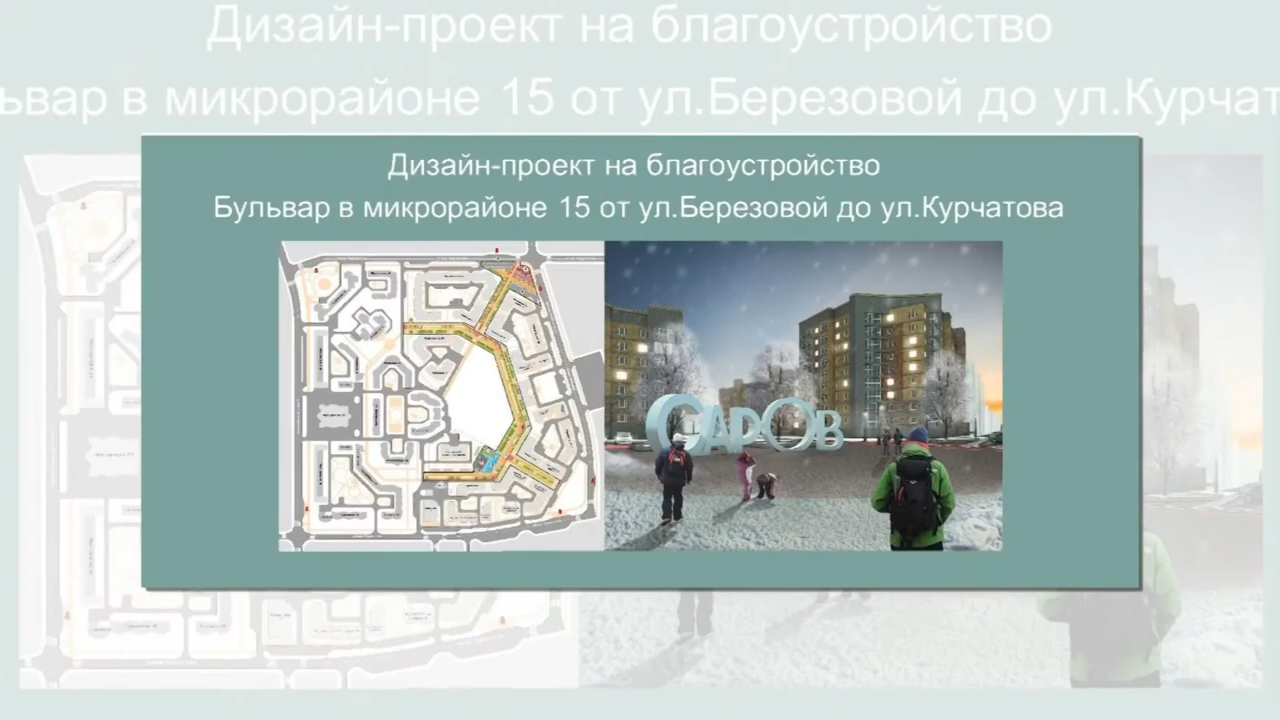 Дизайн-проект на благоустройство
ьвар в микрорайоне 15 от ул.Березовой до ул.Курчат
Дизайн-проект на благоустройство
Бульвар в микрорайоне 15 от ул.Березовой до ул.Курчатова
САРОВ